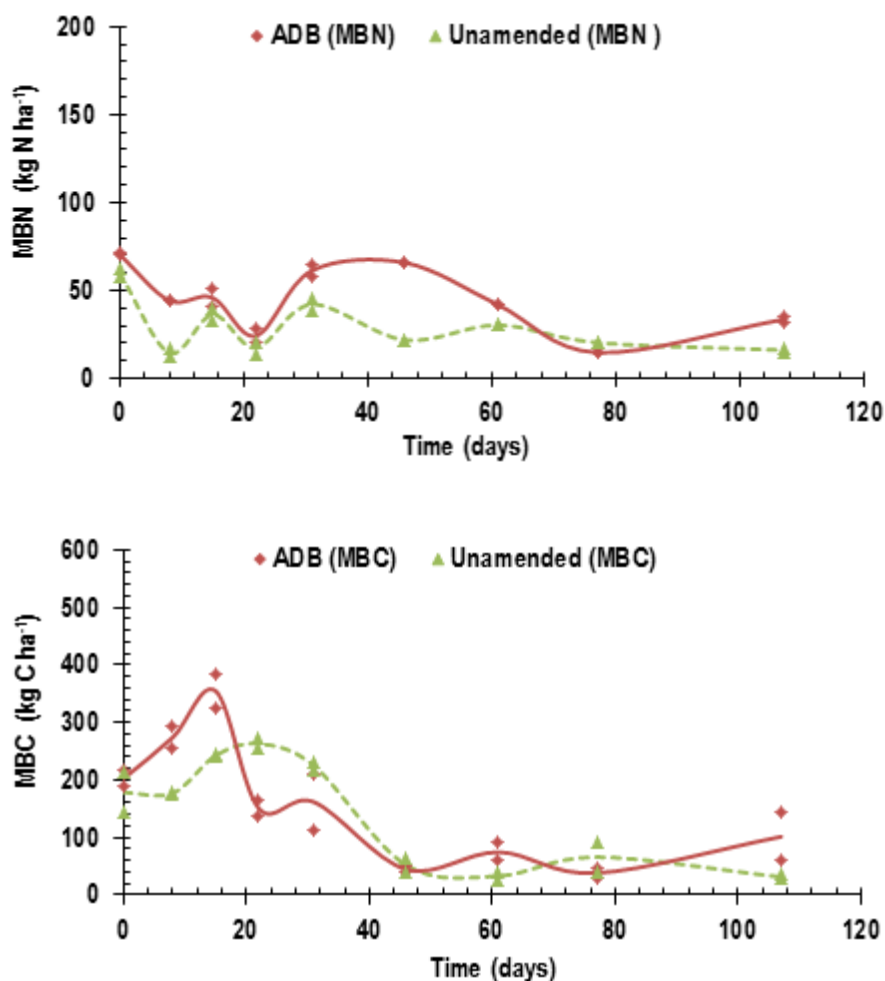 200
ADB (MBN)
Unamended (MBN )
150
100
50
0
MBN (kg N ha⁻¹)
0 20 40 60 80 100 120
Time (days)
600
ADB (MBC)
Unamended (MBC)
500
400
300
200
100
0
MBC (kg C ha⁻¹)
0 20 40 60 80 100 120
Time (days)